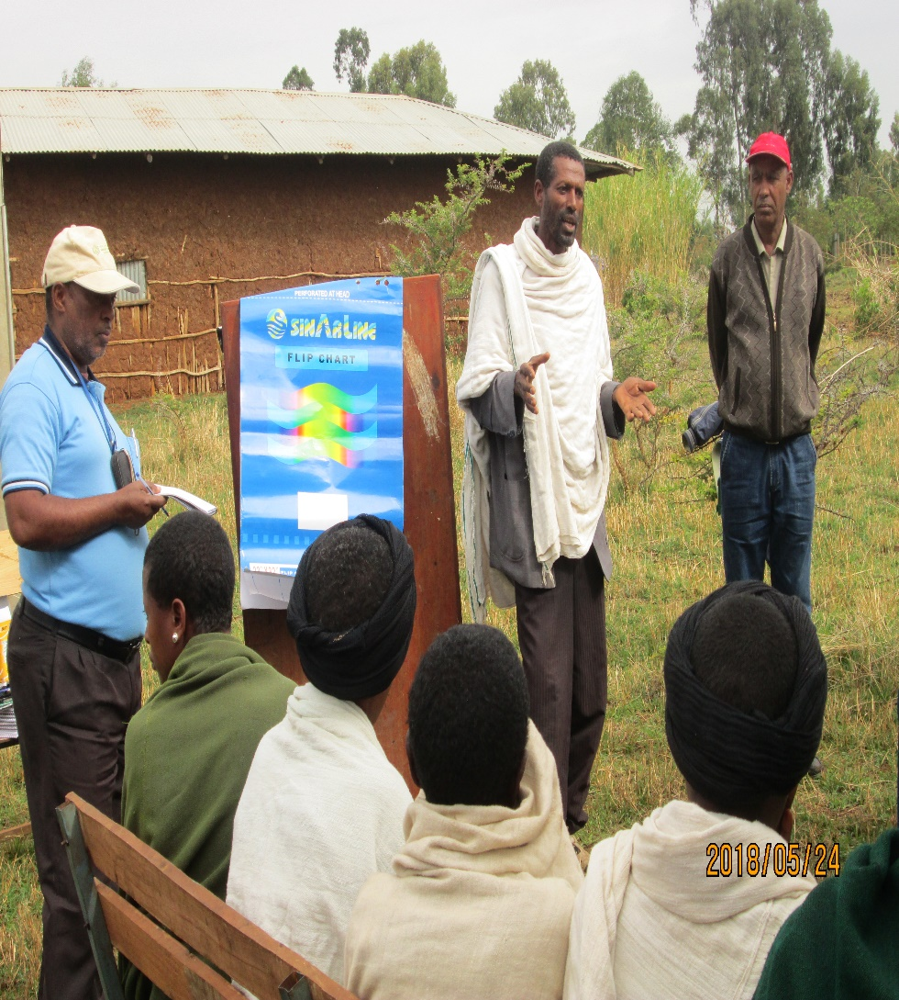 PERFORATED AT HEAD
SINARLINE
FLIP CHART
2018/05/24